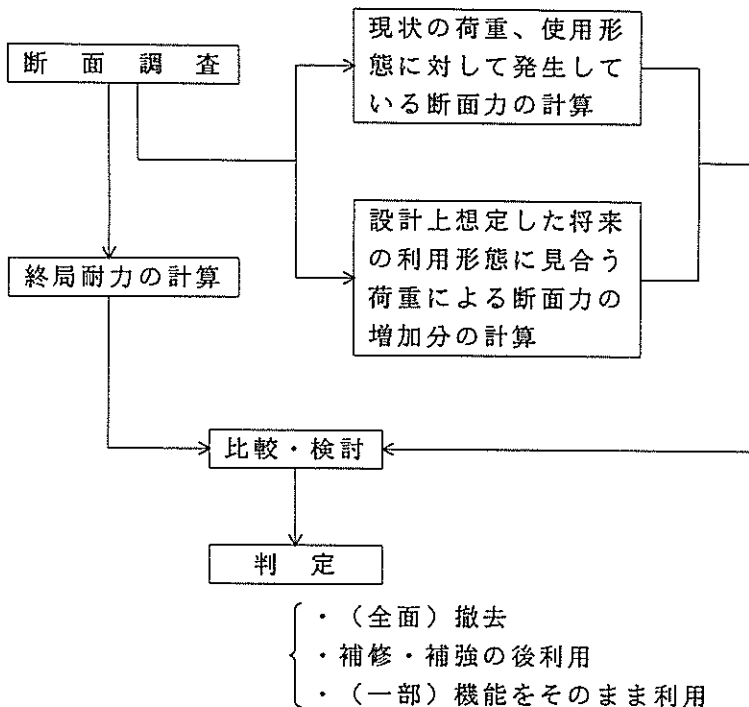 断面調査
現状の荷重、使用形
態に対して発生して
いる断面力の計算
設計上想定した将来
の利用形態に見合う
荷重による断面力の
増加分の計算
終局耐力の計算
比較・検討
判定
・（全面）撤去
・補修・補強の後利用
・（一部）機能をそのまま利用